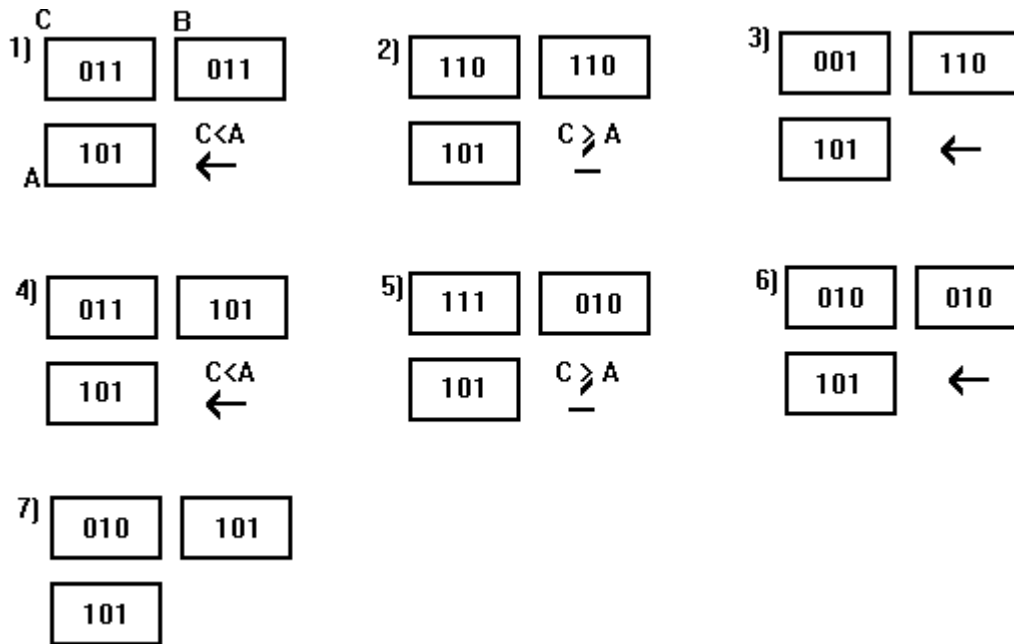 C B
1) 011 011
A 101 C<A
←
2) 110 110
101 C ⩾ A
−
3) 001 110
101 ←
4) 011 101
101 C<A
←
5) 111 010
101 C ⩾ A
−
6) 010 010
101 ←
7) 010 101
101